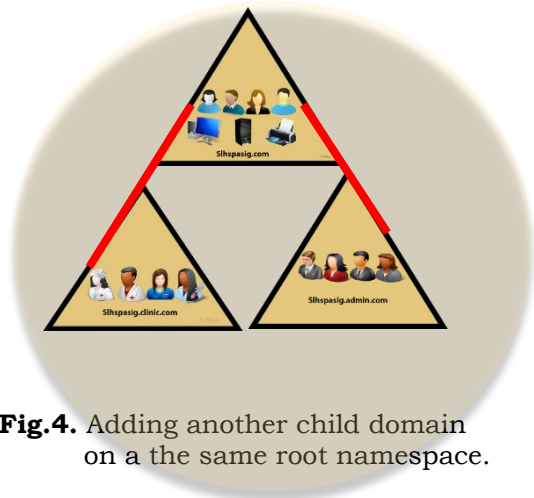 Slhspasig.com
Slhspasig.clinic.com
Slhspasig.admin.com
Fig.4. Adding another child domain
on a the same root namespace.